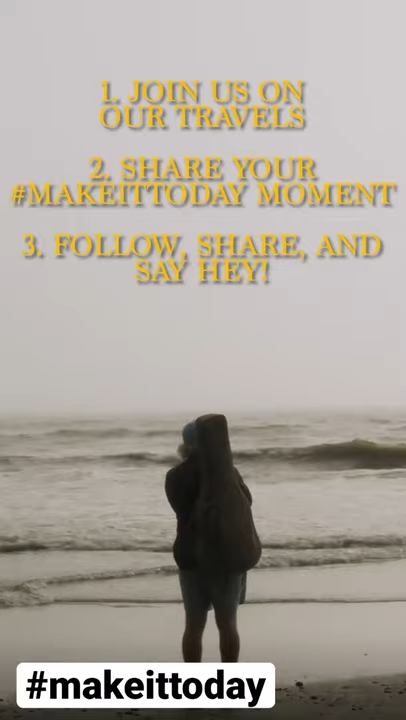 1. JOIN US ON
OUR TRAVELS
2. SHARE YOUR
#MAKEITTODAY MOMENT
3. FOLLOW, SHARE, AND
SAY HEY!
#makeittoday